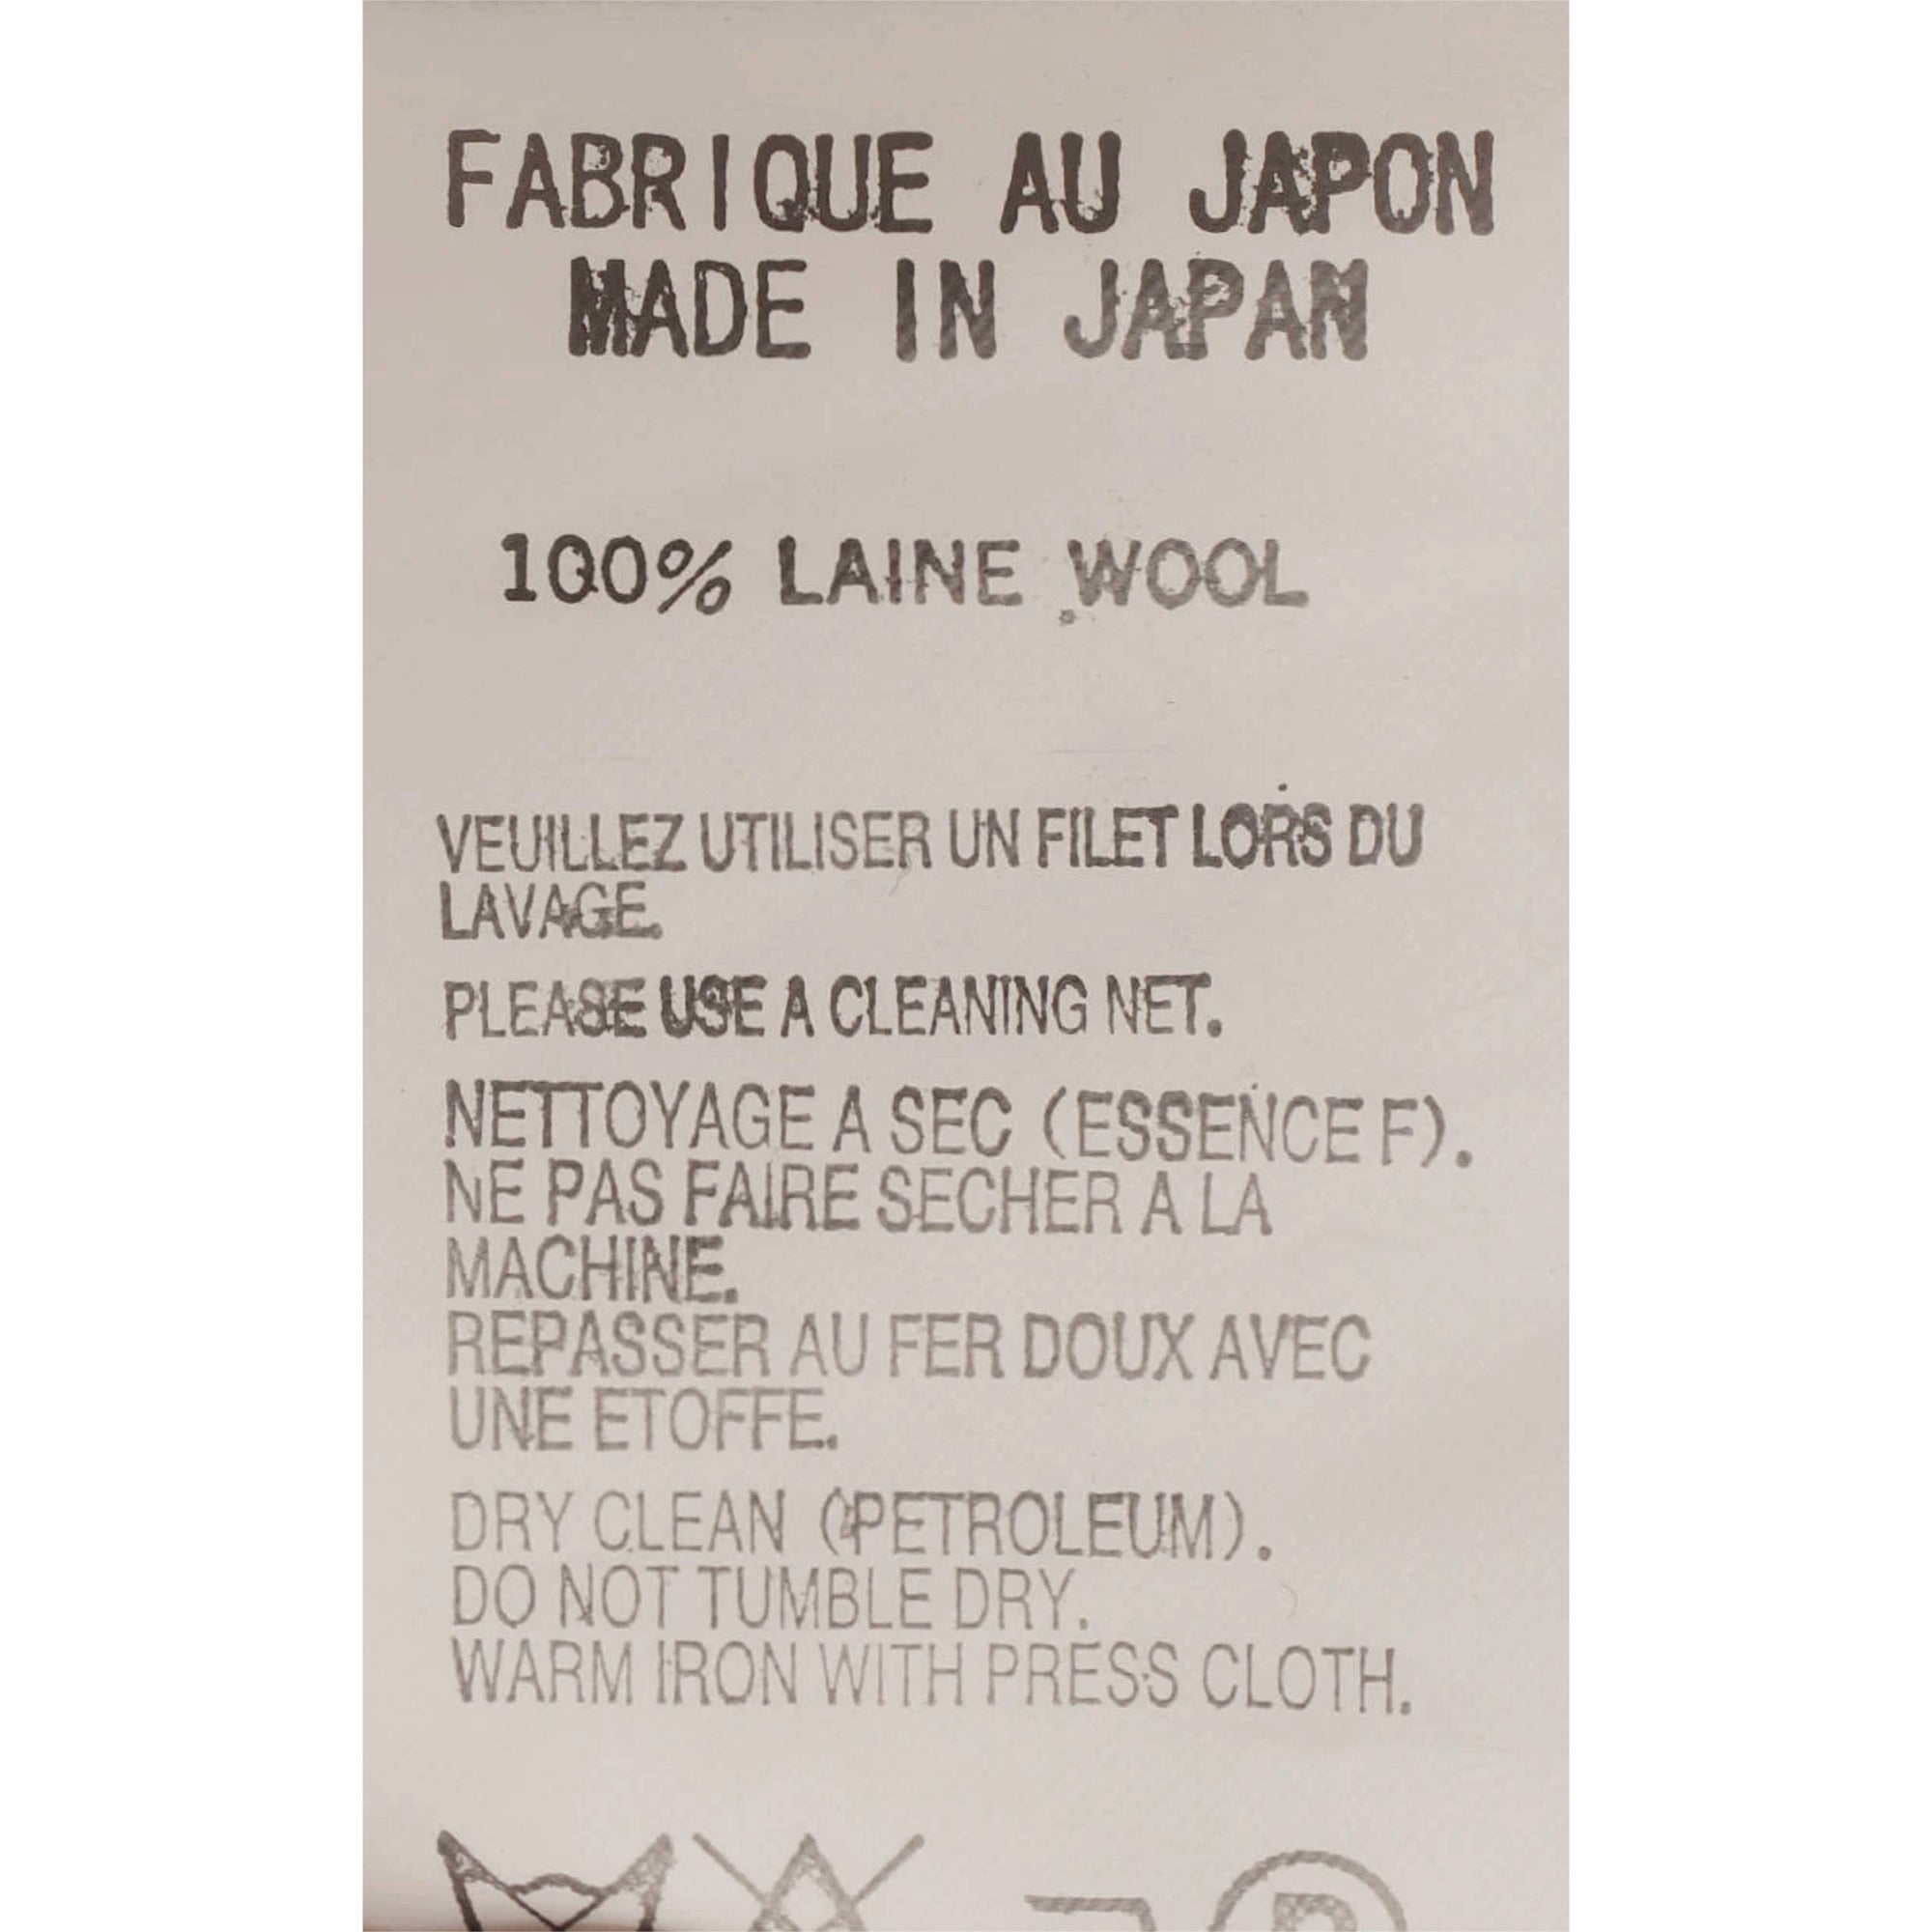 FABRIQUE AU JAPON
MADE IN JAPAN
100% LAINE WOOL
VEUILLEZ UTILISER UN FILET LORS DU
LAVAGE.
PLEASE USE A CLEANING NET.
NETTOYAGE A SEC (ESSENCE F).
NE PAS FAIRE SECHER A LA
MACHINE.
REPASSER AU FER DOUX AVEC
UNE ETOFFE.
DRY CLEAN (PETROLEUM).
DO NOT TUMBLE DRY.
WARM IRON WITH PRESS CLOTH.